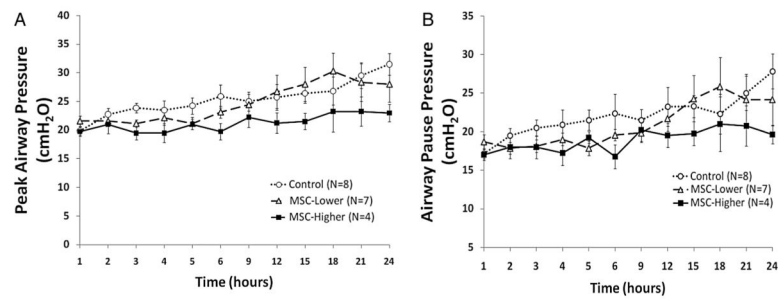 A
Peak Airway Pressure
(cmH2O)
40
35
30
25
20
15
10
5
0
Control (N=8)
MSC-Lower (N=7)
MSC-Higher (N=4)
1 2 3 4 5 6 9 12 15 18 21 24
Time (hours)
B
Airway Pause Pressure
(cmH2O)
35
30
25
20
15
10
5
Control (N=8)
MSC-Lower (N=7)
MSC-Higher (N=4)
1 2 3 4 5 6 9 12 15 18 21 24
Time (hours)